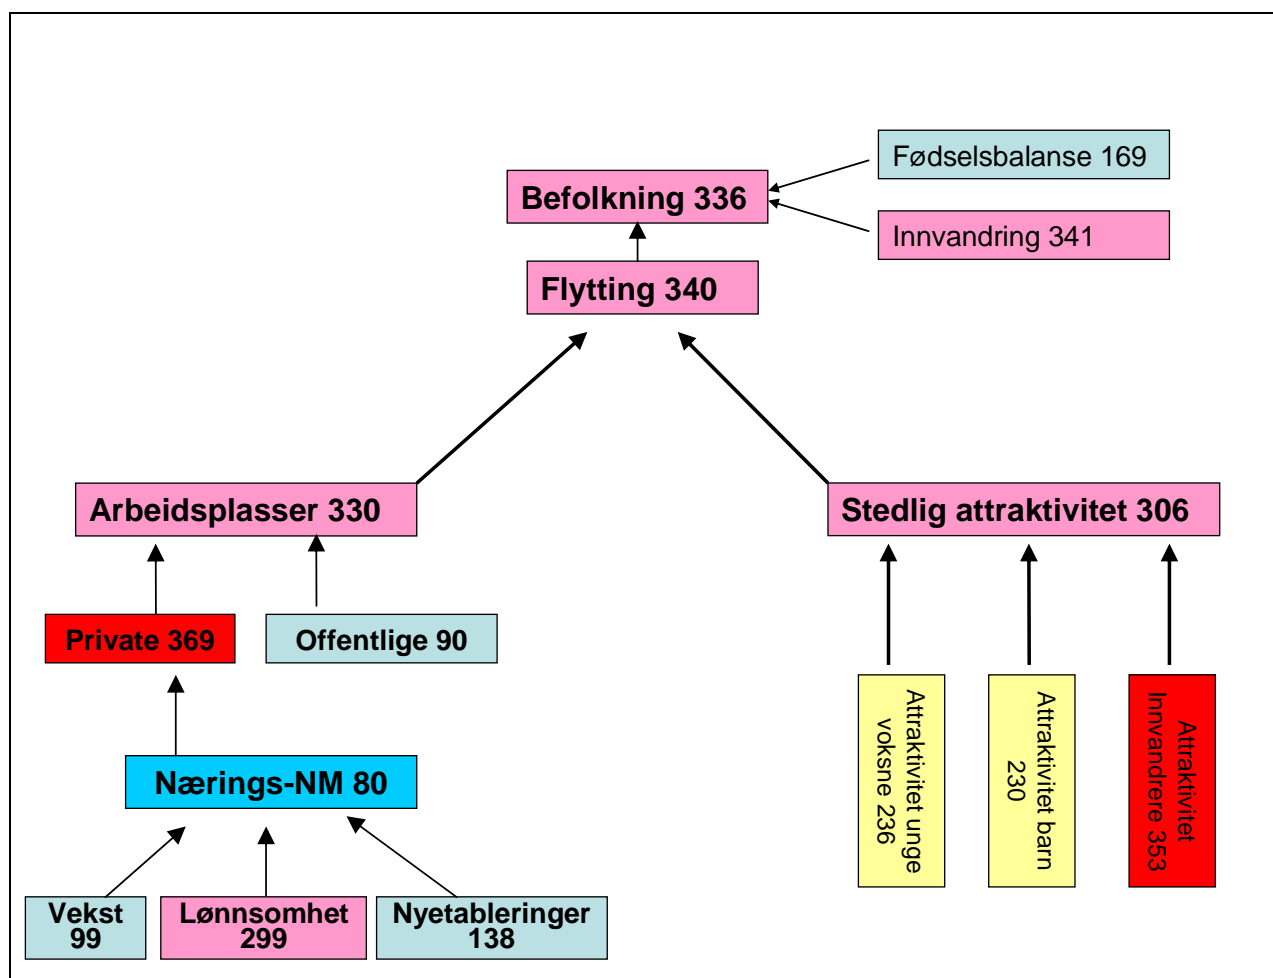 Fødselsbalanse 169
Befolkning 336
Innvandring 341
Flytting 340
Arbeidsplasser 330
Stedlig attraktivitet 306
Private 369
Offentlige 90
Attraktivitet unge
voksne 236
Attraktivitet barn
230
Attraktivitet
Innvandrere 353
Nærings-NM 80
Vekst
99
Lønnsomhet
299
Nyetableringer
138